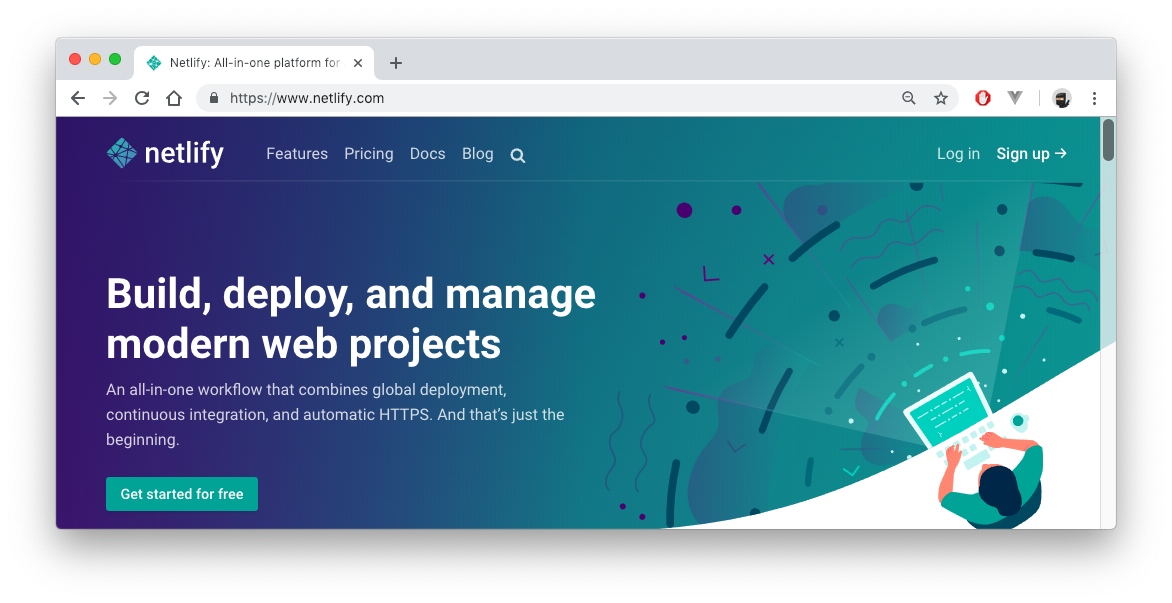 Netlify: All-in-one platform for
https://www.netlify.com
netlify Features Pricing Docs Blog Log in Sign up →
Build, deploy, and manage
modern web projects
An all-in-one workflow that combines global deployment,
continuous integration, and automatic HTTPS. And that’s just the
beginning.
Get started for free